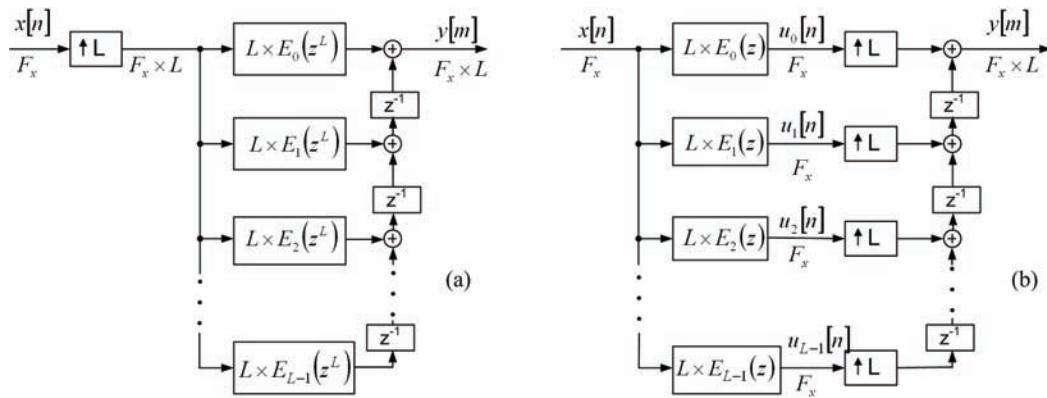 x[n] ↑L F_x F_x × L
L × E_0(z^L) y[m] F_x × L
z^{-1}
L × E_1(z^L)
z^{-1}
L × E_2(z^L)
(a)
z^{-1}
L × E_{L-1}(z^L)
x[n] F_x
L × E_0(z) u_0[n] F_x ↑L y[m] F_x × L
z^{-1}
L × E_1(z) u_1[n] F_x ↑L
z^{-1}
L × E_2(z) u_2[n] F_x ↑L
(b)
z^{-1}
L × E_{L-1}(z) u_{L-1}[n] F_x ↑L